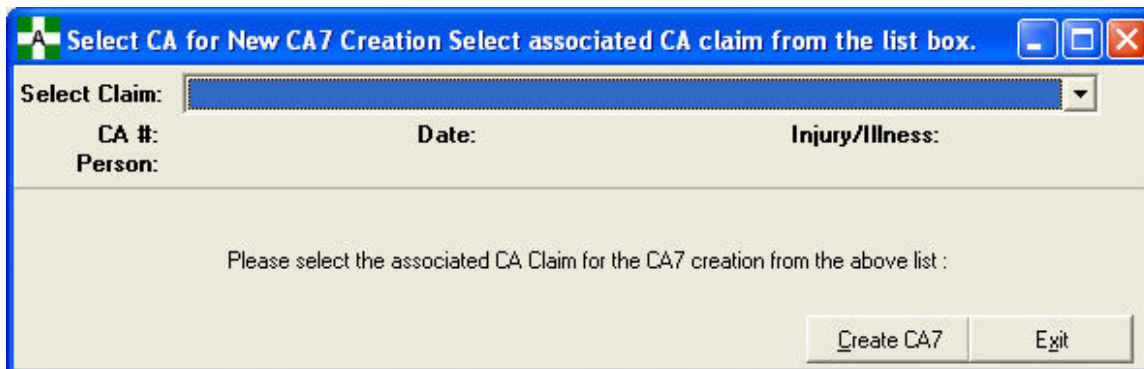 A Select CA for New CA7 Creation Select associated CA claim from the list box.
Select Claim:
CA #: Date: Injury/Illness:
Person:
Please select the associated CA Claim for the CA7 creation from the above list :
Create CA7 Exit